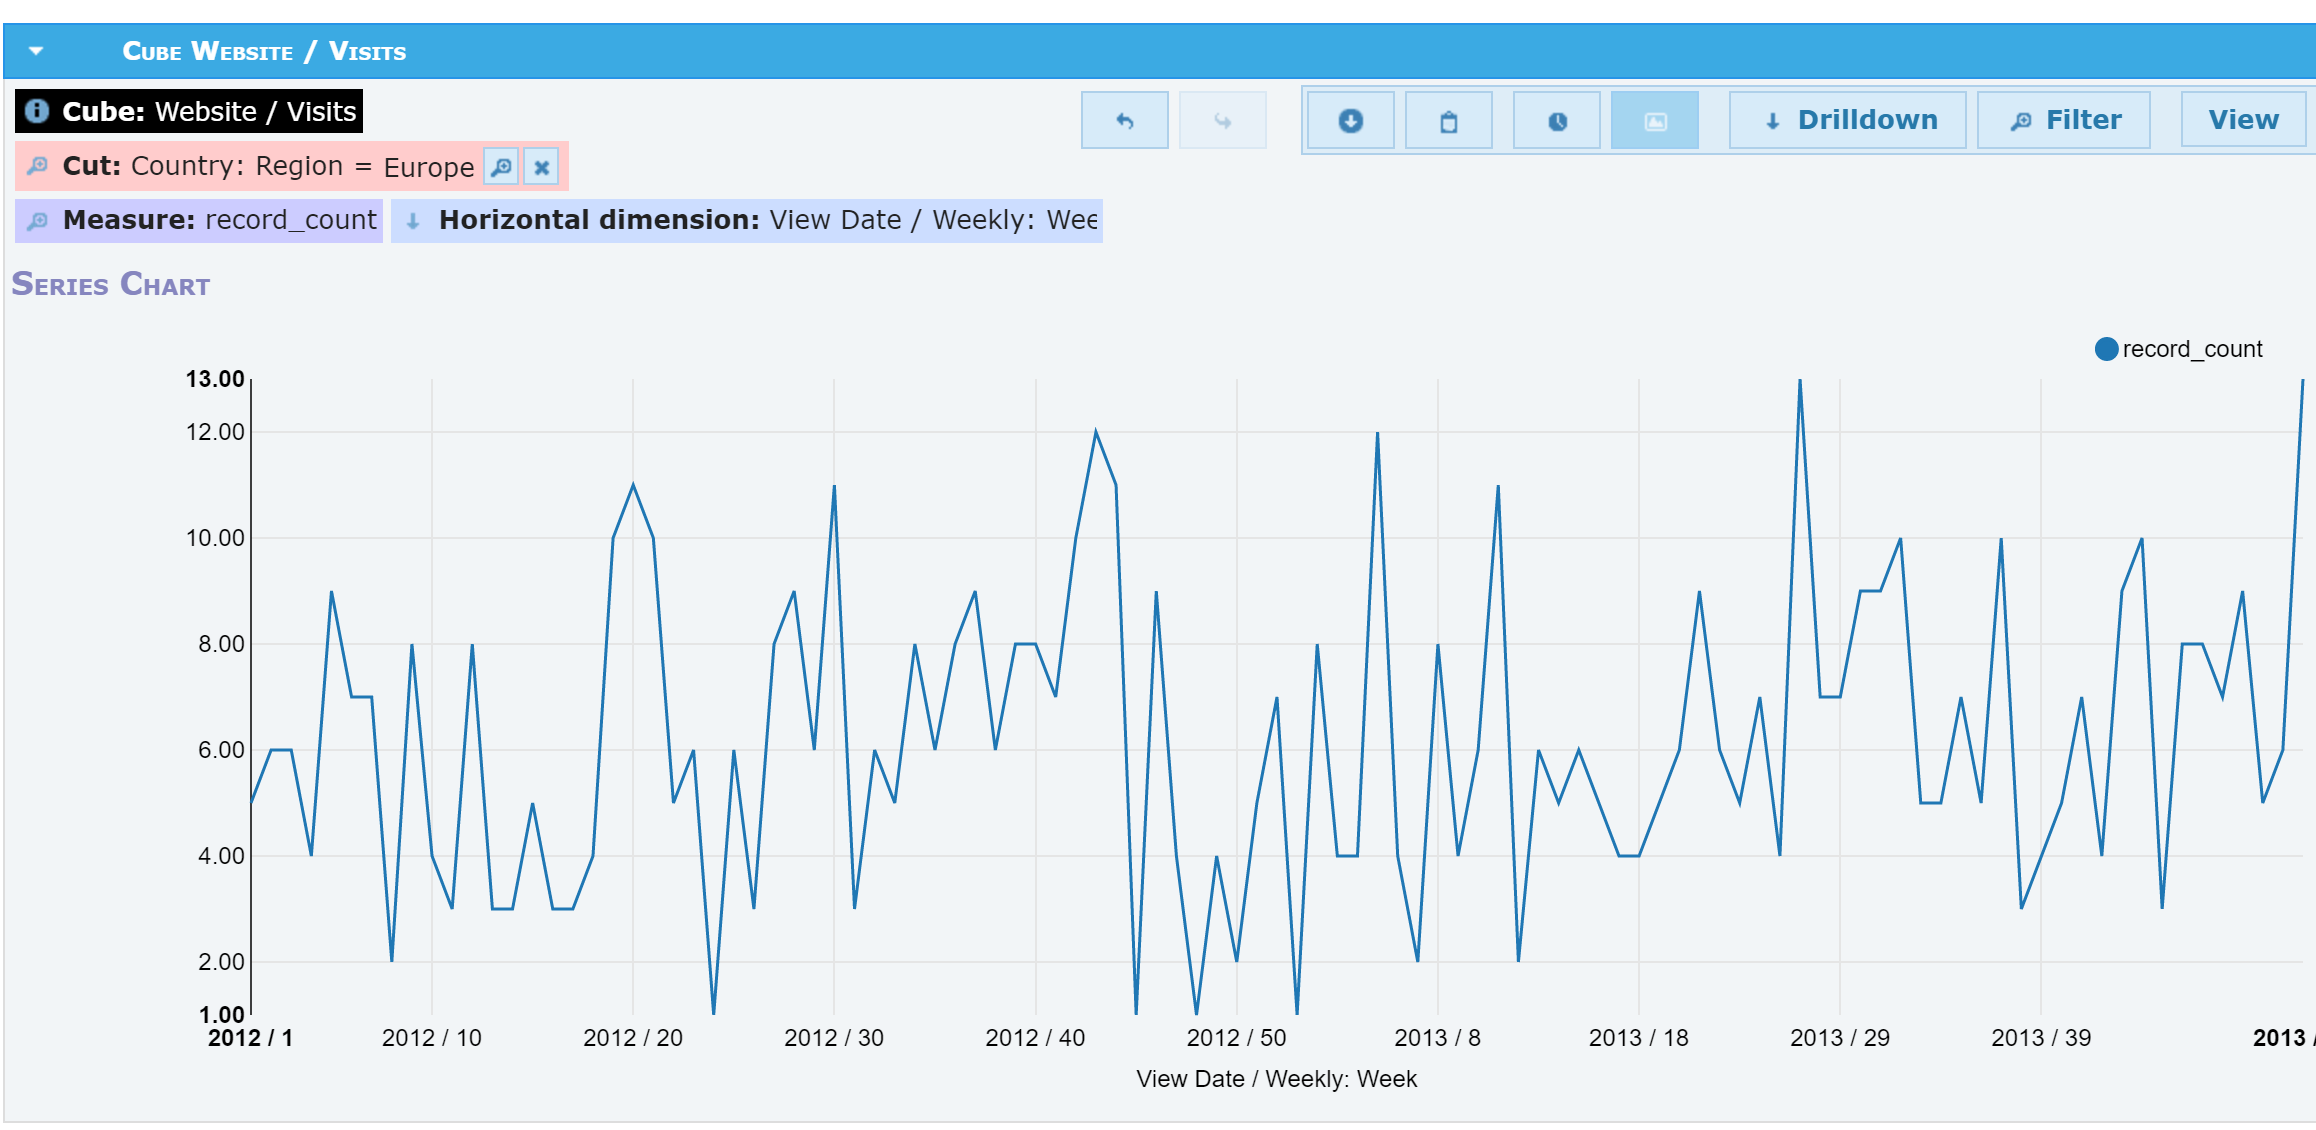 Cube Website / Visits
Cube: Website / Visits
Drilldown Filter View
Cut: Country: Region = Europe
Measure: record_count Horizontal dimension: View Date / Weekly: Wee
Series Chart
record_count
13.00
12.00
10.00
8.00
6.00
4.00
2.00
1.00
2012 / 1 2012 / 10 2012 / 20 2012 / 30 2012 / 40 2012 / 50 2013 / 8 2013 / 18 2013 / 29 2013 / 39 2013 /
View Date / Weekly: Week